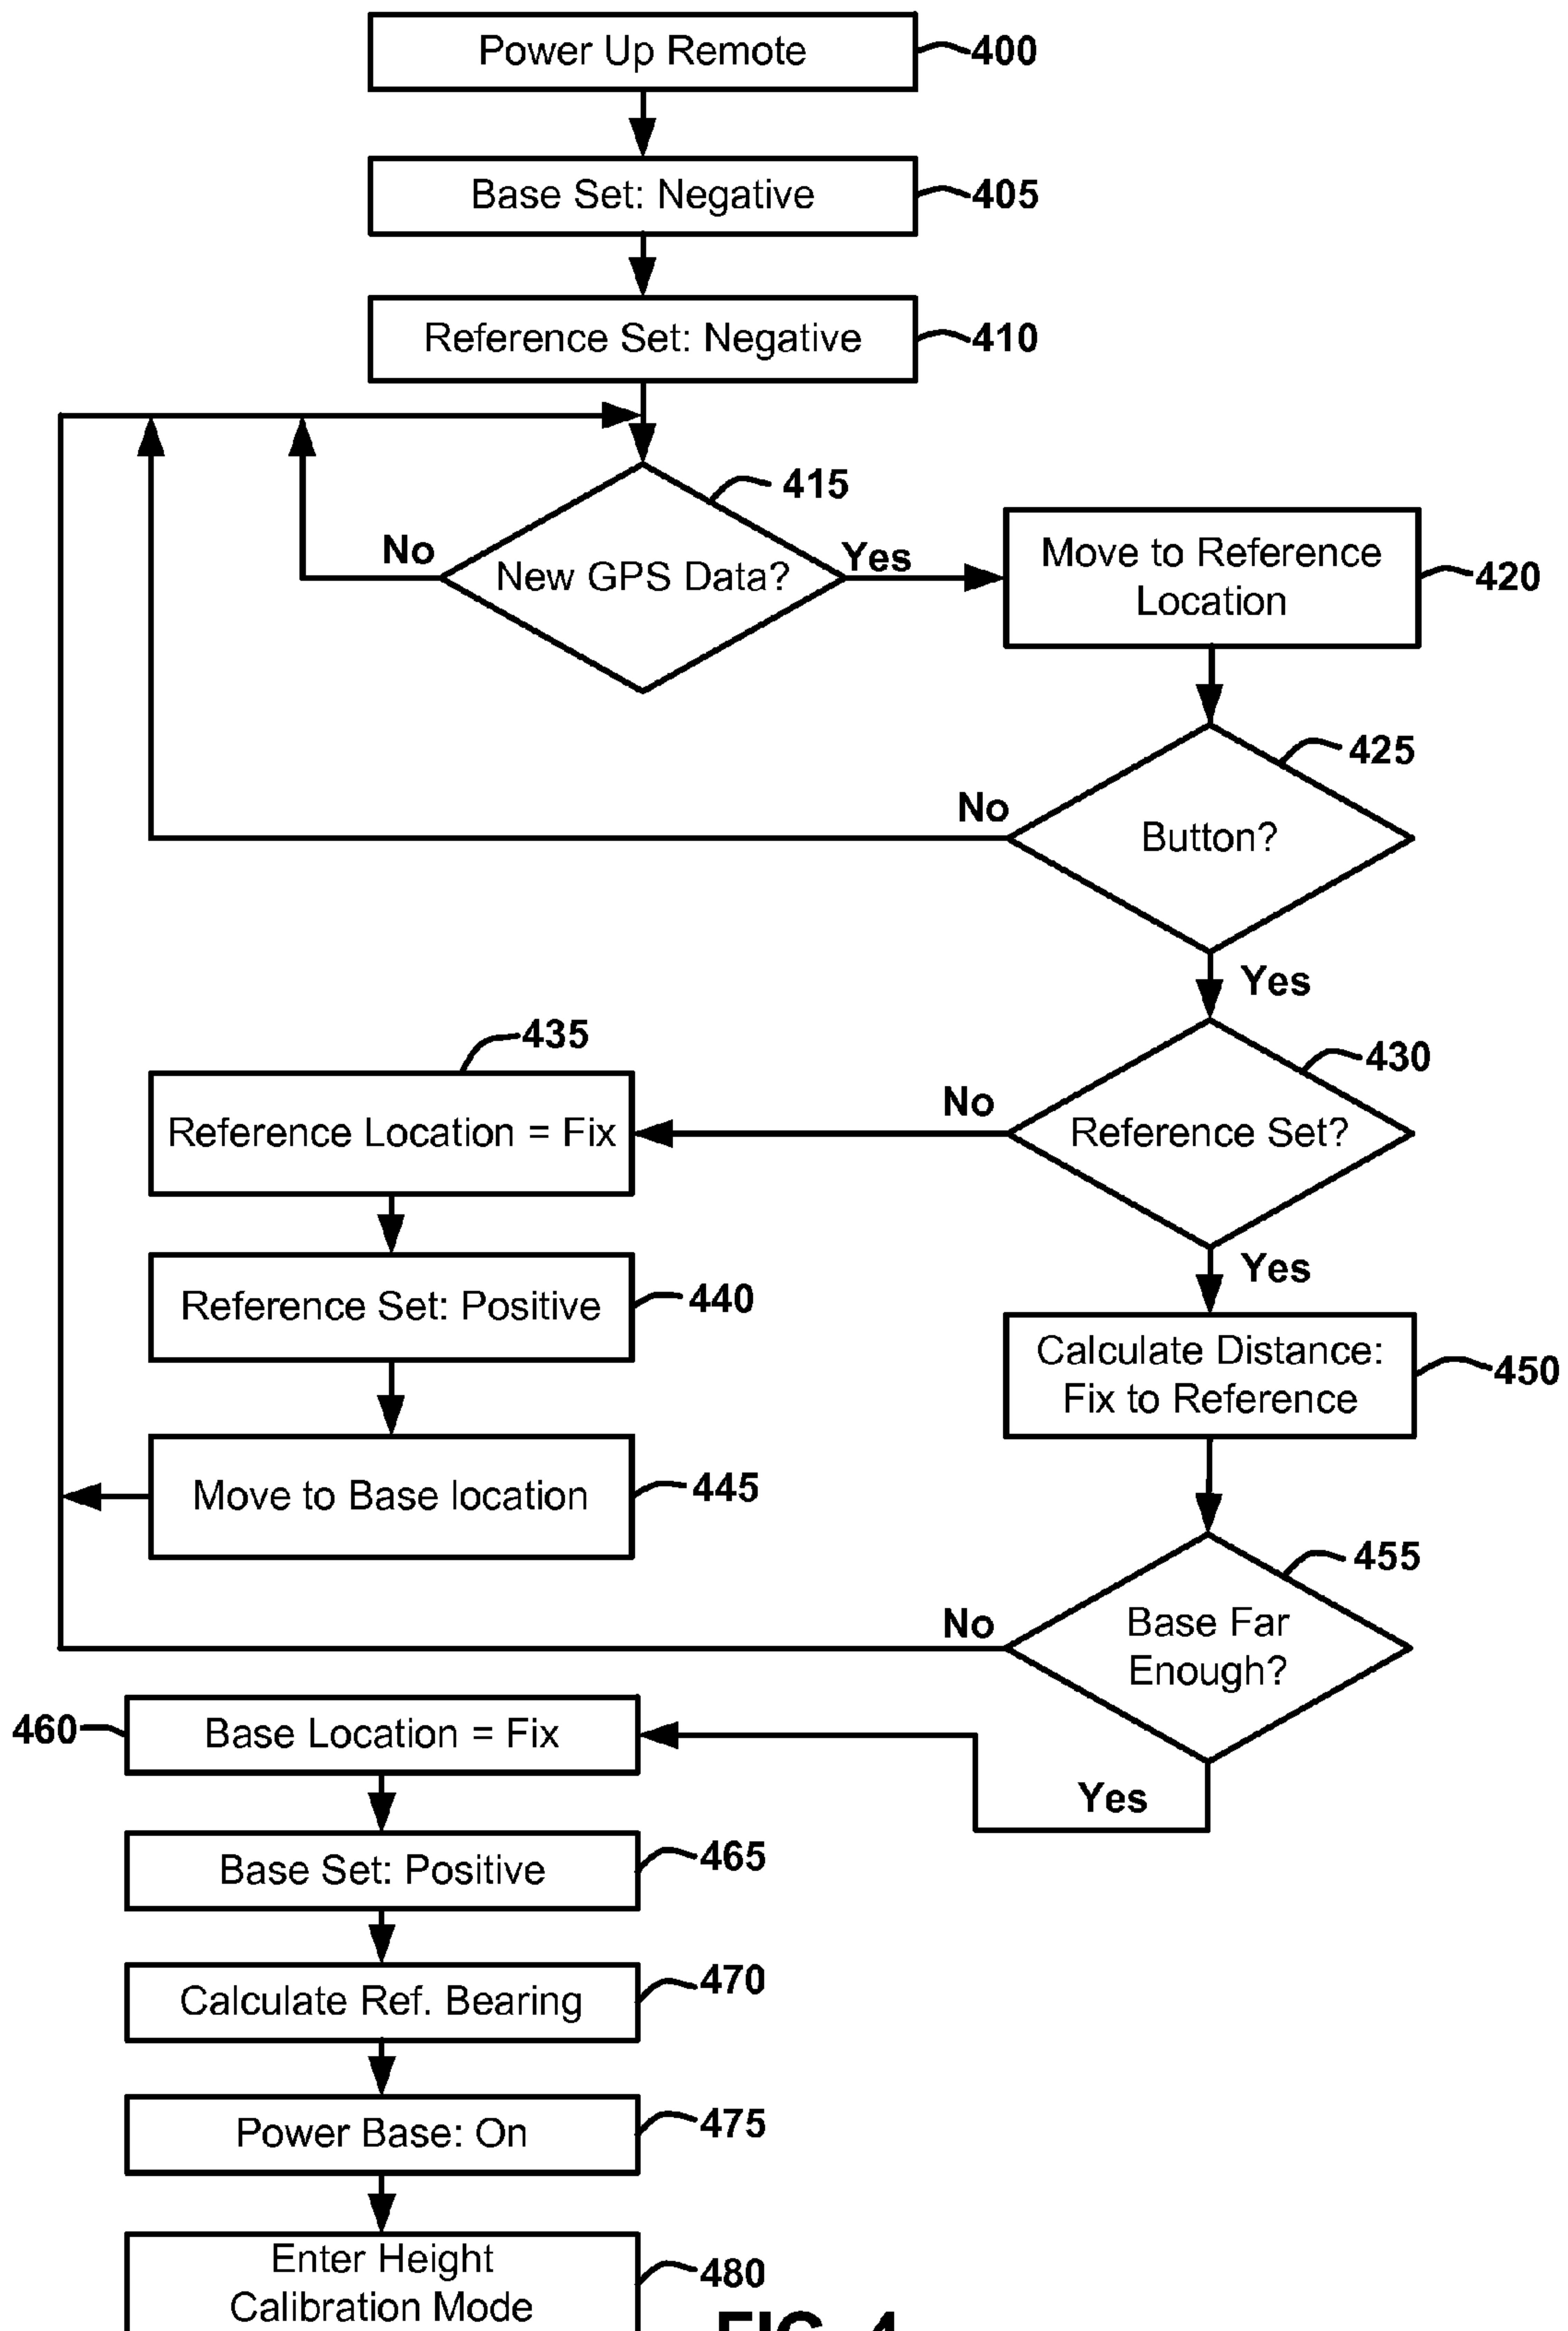 Power Up Remote
400
Base Set: Negative
405
Reference Set: Negative
410
415
New GPS Data?
No
Yes
Move to Reference
Location
420
425
Button?
No
Yes
430
Reference Set?
No
Yes
435
Reference Location = Fix
Reference Set: Positive
440
Move to Base location
445
Calculate Distance:
Fix to Reference
450
455
Base Far
Enough?
No
Yes
460
Base Location = Fix
Base Set: Positive
465
Calculate Ref. Bearing
470
Power Base: On
475
Enter Height
Calibration Mode
480
FIG. 4